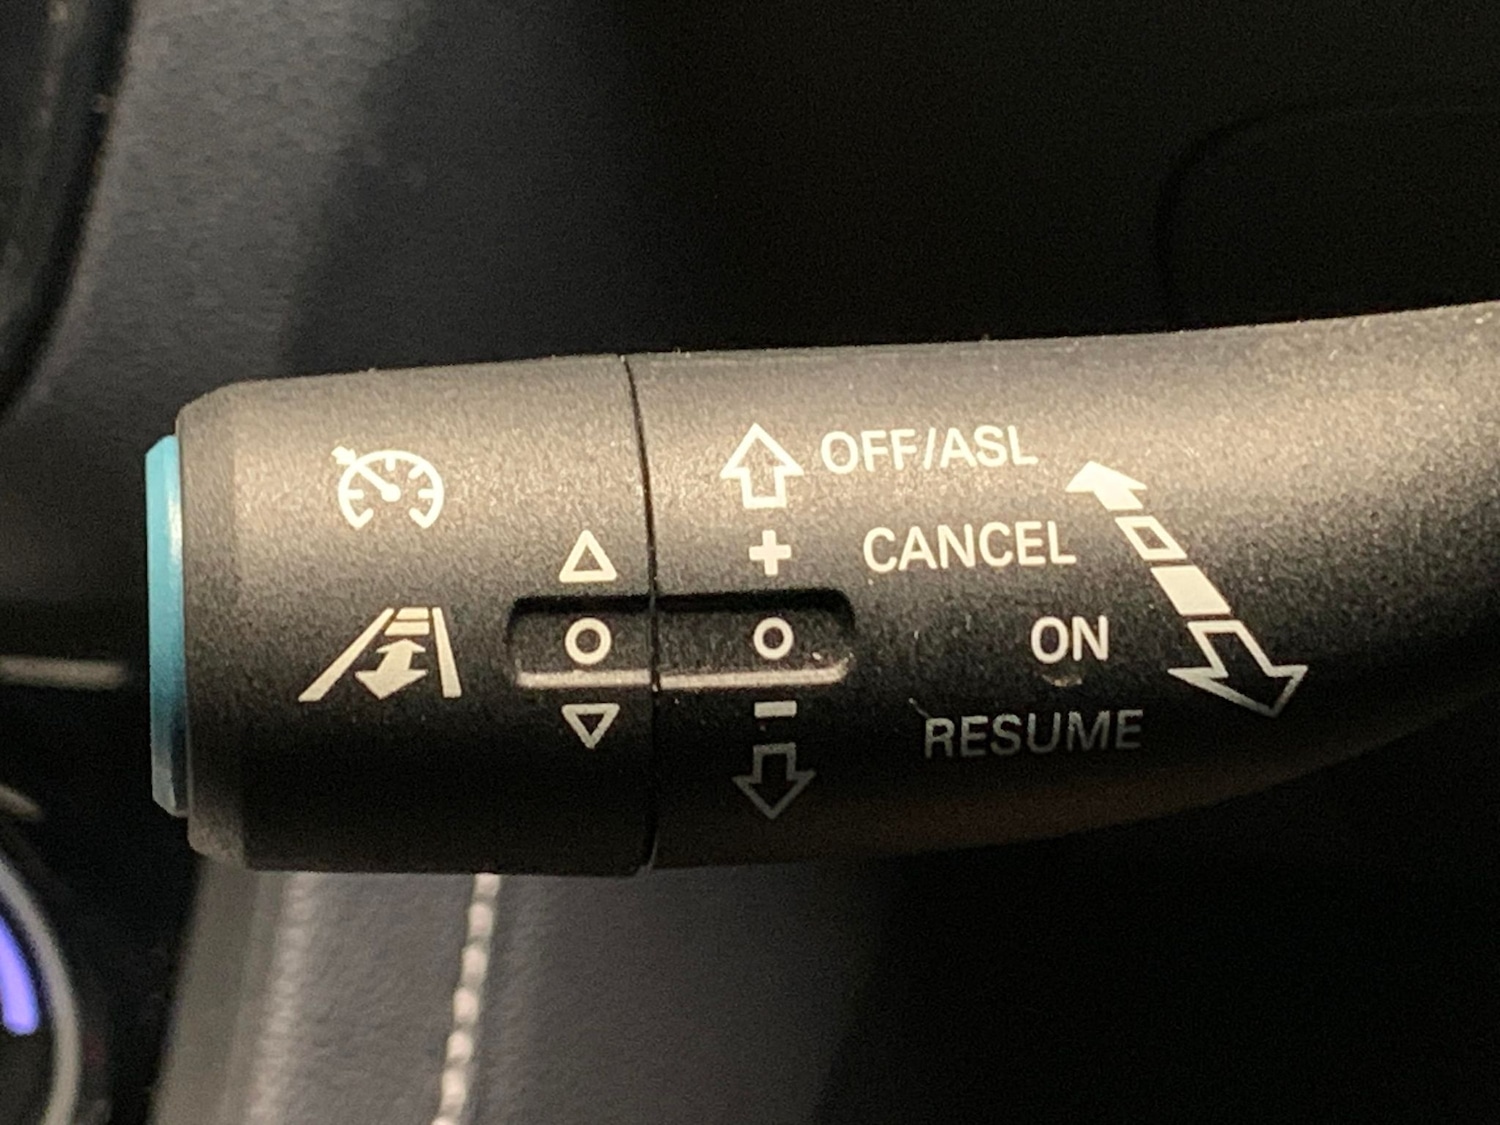 OFF/ASL
+ CANCEL
ON
−
RESUME